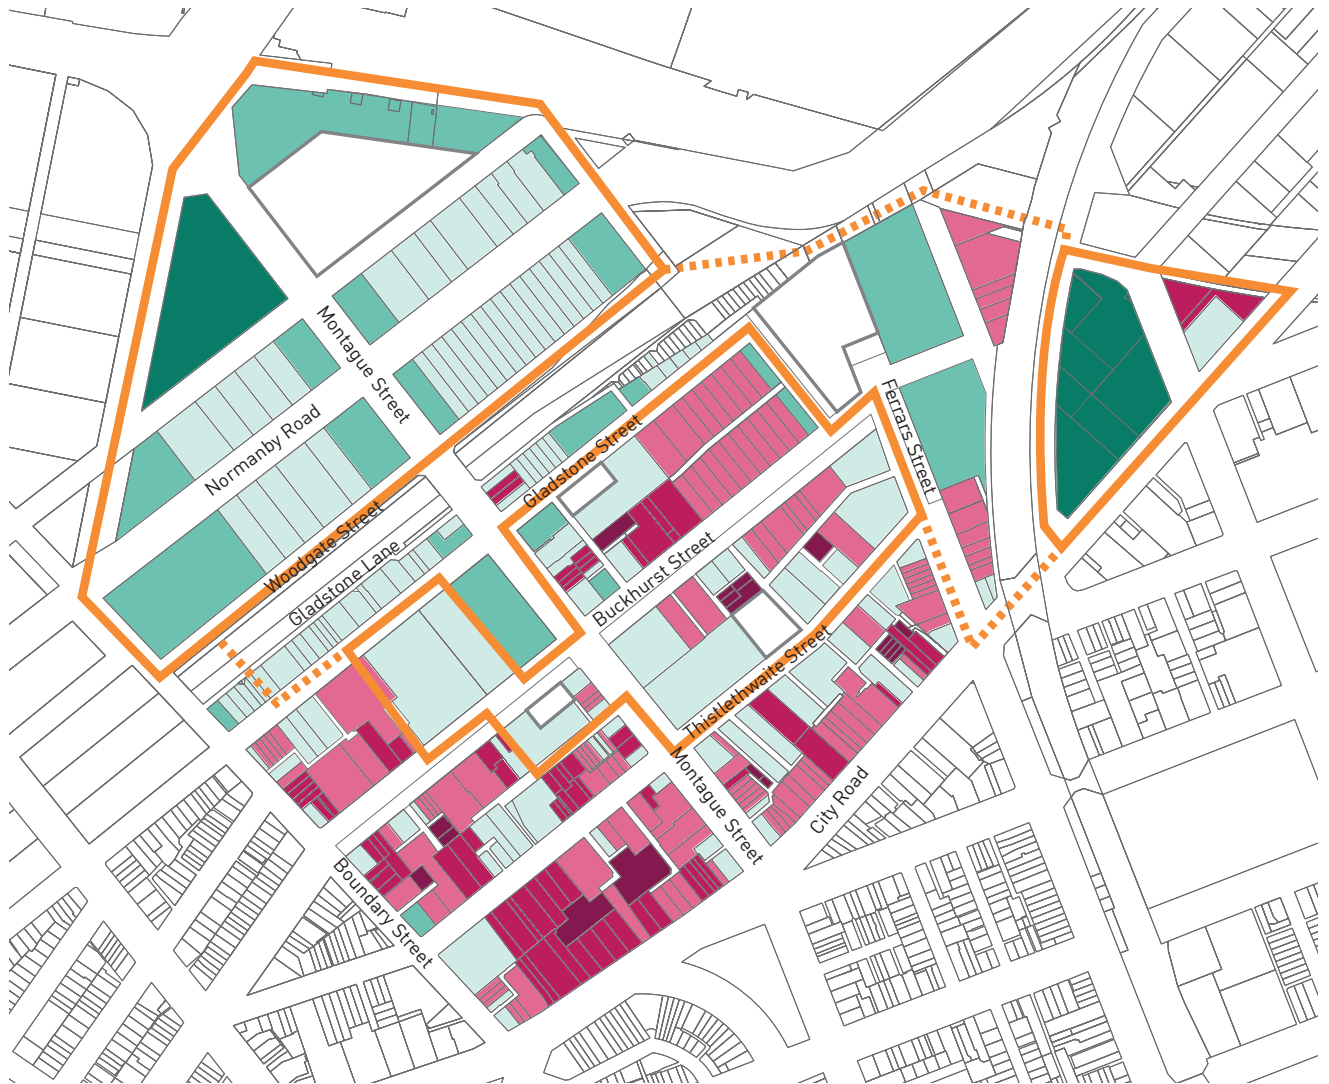 Montague Street
Normanby Road
Ferrars Street
Gladstone Street
Woodgate Street
Gladstone Lane
Buckhurst Street
Thistlethwaite Street
Montague Street
City Road
Boundary Street